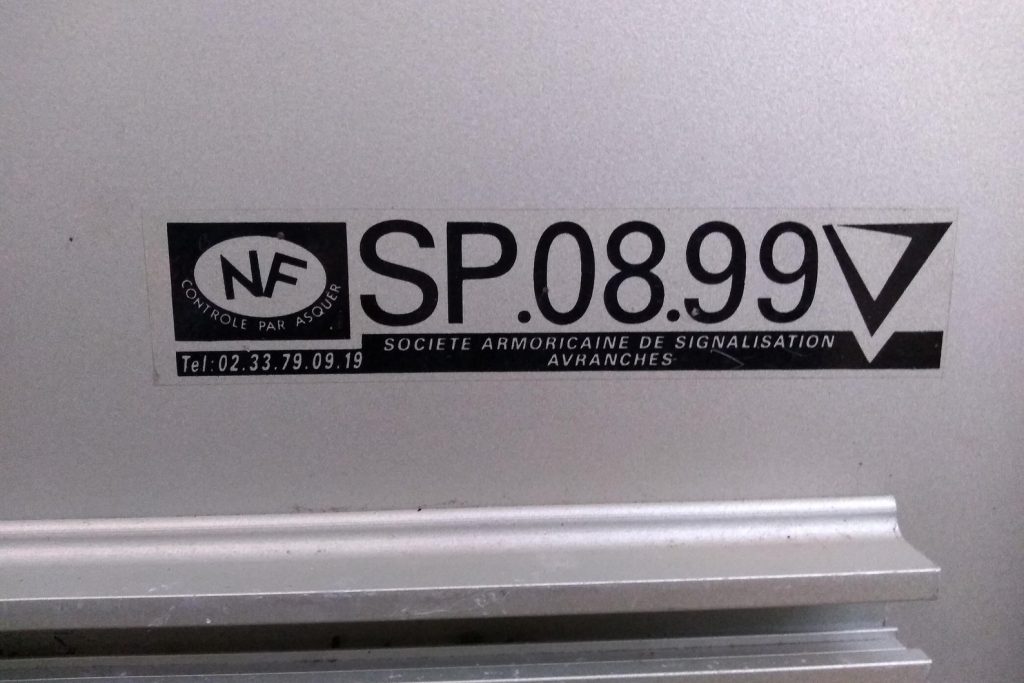 NF
CONTROLE PAR ASQUER
SP.08.99
Tel:02.33.79.09.19
SOCIETE ARMORICAINE DE SIGNALISATION
AVRANCHES